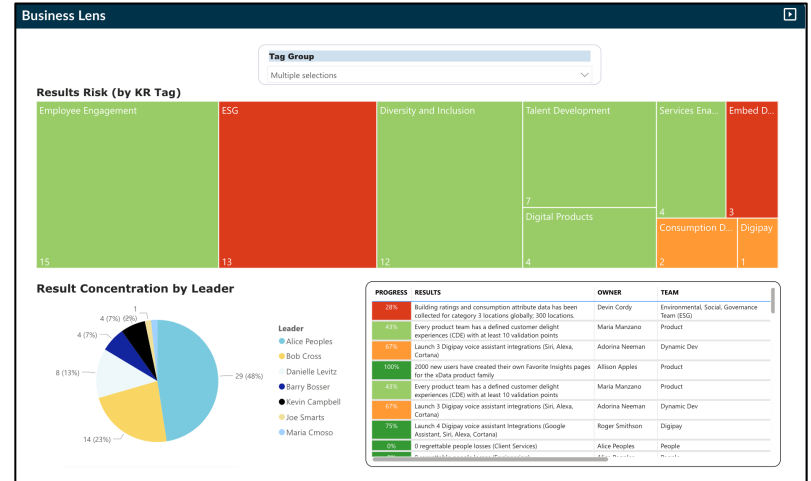 Business Lens
Tag Group
Multiple selections
Results Risk (by KR Tag)
Employee Engagement
ESG
Diversity and Inclusion
Talent Development
Services Ena...
Embed D...
7
Digital Products
4
3
Consumption D...
Digipay
15
13
12
4
2
1
Result Concentration by Leader
1
4 (7%) (2%)
4 (7%)
8 (13%)
14 (23%)
29 (48%)
Leader
Alice Peoples
Bob Cross
Danielle Levitz
Barry Bosser
Kevin Campbell
Joe Smarts
Maria Cmoso
PROGRESS RESULTS OWNER TEAM
28% Building ratings and consumption attribute data has been Devin Cordy Environmental, Social, Governance
collected for category 3 locations globally; 300 locations. Team (ESG)
43% Every product team has a defined customer delight Maria Manzano Product
experiences (CDE) with at least 10 validation points
67% Launch 3 Digipay voice assistant integrations (Siri, Alexa, Adorina Neeman Dynamic Dev
Cortana)
100% 2000 new users have created their own Favorite Insights pages Allison Apples Product
for the xData product family
43% Every product team has a defined customer delight Maria Manzano Product
experiences (CDE) with at least 10 validation points
67% Launch 3 Digipay voice assistant integrations (Siri, Alexa, Adorina Neeman Dynamic Dev
Cortana)
75% Launch 4 Digipay voice assistant Integrations (Google Roger Smithson Digipay
Assistant, Siri, Alexa, Cortana)
0% 0 regrettable people losses (Client Services) Alice Peoples People